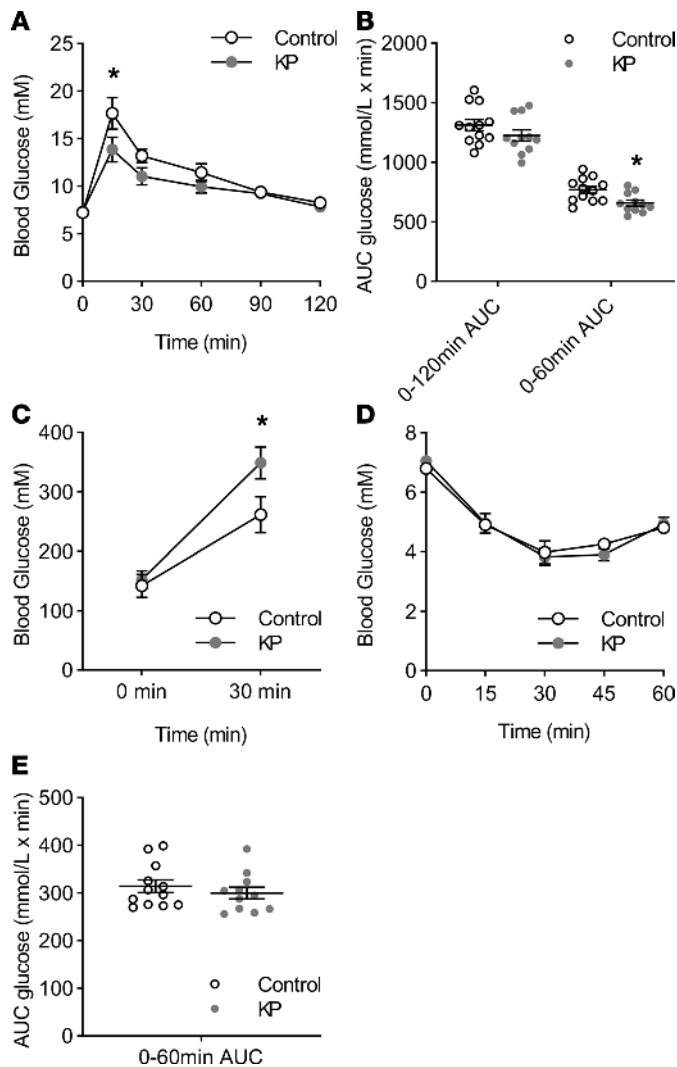 A
Blood Glucose (mM)
25
20
15
10
5
0
*
Control
KP
0 30 60 90 120
Time (min)
B
AUC glucose (mmol/L x min)
2000
1500
1000
500
0
Control
KP
*
0-120min AUC
0-60min AUC
C
Blood Glucose (mM)
400
300
200
100
0
*
Control
KP
0 min 30 min
Time (min)
D
Blood Glucose (mM)
8
6
4
2
0
Control
KP
0 15 30 45 60
Time (min)
E
AUC glucose (mmol/L x min)
500
400
300
200
100
0
Control
KP
0-60min AUC